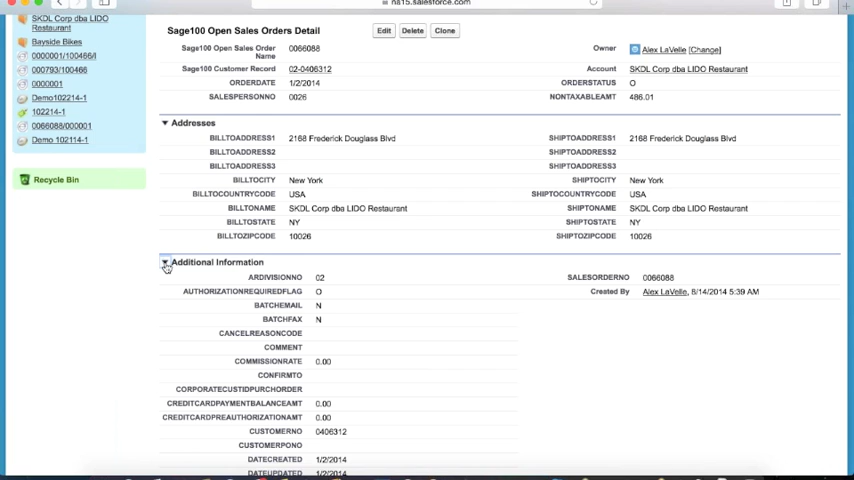 na15.salesforce.com
SKDL Corp dba LIDO
Restaurant
Bayside Bikes
0000001/100466/I
000793/100466
0000001
Demo102214-1
102214-1
0066088/000001
Demo 102114-1
Recycle Bin
Sage100 Open Sales Orders Detail
Edit
Delete
Clone
Sage100 Open Sales Order Name 0066088 Owner Alex LaVelle [Change]
Sage100 Customer Record 02-0406312 Account SKDL Corp dba LIDO Restaurant
ORDERDATE 1/2/2014 ORDERSTATUS O
SALESPERSONNO 0026 NONTAXABLEAMT 486.01
Addresses
BILLTOADDRESS1 2168 Frederick Douglass Blvd SHIPTOADDRESS1 2168 Frederick Douglass Blvd
BILLTOADDRESS2 SHIPTOADDRESS2
BILLTOADDRESS3 SHIPTOADDRESS3
BILLTOCITY New York SHIPTOCITY New York
BILLTOCOUNTRYCODE USA SHIPTOCOUNTRYCODE USA
BILLTONAME SKDL Corp dba LIDO Restaurant SHIPTONAME SKDL Corp dba LIDO Restaurant
BILLTOSTATE NY SHIPTOSTATE NY
BILLTOZIPCODE 10026 SHIPTOZIPCODE 10026
Additional Information
ARDIVISIONNO 02 SALESORDERNO 0066088
AUTHORIZATIONREQUIREDFLAG O Created By Alex LaVelle, 8/14/2014 5:39 AM
BATCHEMAIL N
BATCHFAX N
CANCELREASONCODE
COMMENT
COMMISSIONRATE 0.00
CONFIRMTO
CORPORATECUSTIDPURCHORDER
CREDITCARDPAYMENTBALANCEAMT 0.00
CREDITCARDPREAUTHORIZATIONAMT 0.00
CUSTOMERNO 0406312
CUSTOMERPONO
DATECREATED 1/2/2014
DATEUPDATED 1/2/2014